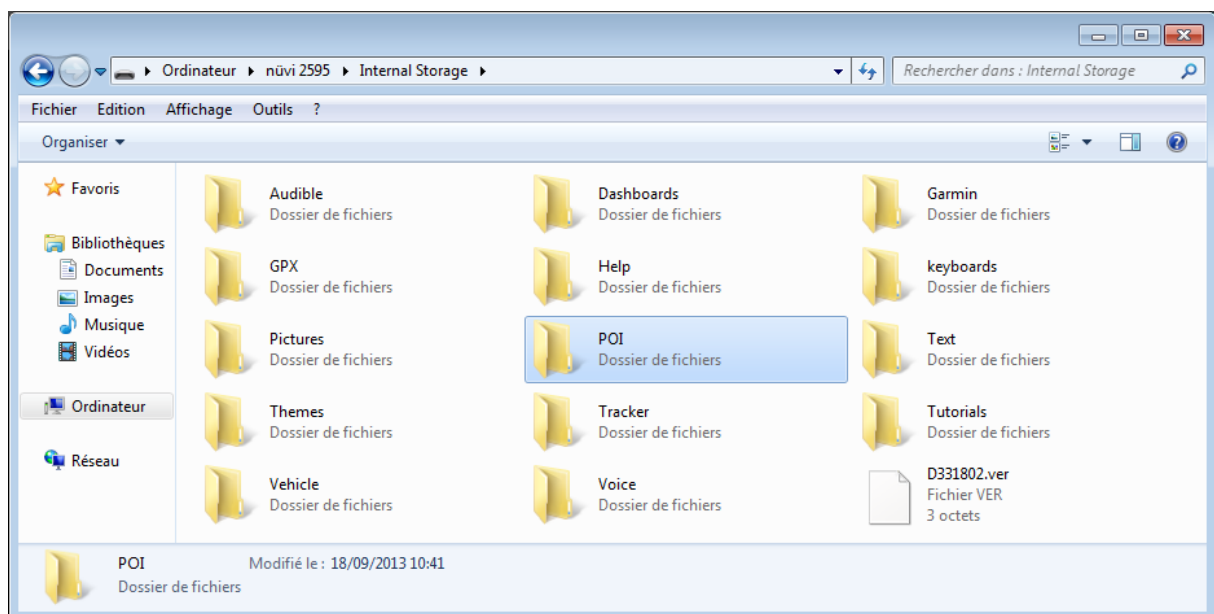 Ordinateur nüvi 2595 Internal Storage
Rechercher dans : Internal Storage
Fichier Edition Affichage Outils ?
Organiser
Favoris
Bibliothèques
Documents
Images
Musique
Vidéos
Ordinateur
Réseau
Audible
Dossier de fichiers
Dashboards
Dossier de fichiers
Garmin
Dossier de fichiers
GPX
Dossier de fichiers
Help
Dossier de fichiers
keyboards
Dossier de fichiers
Pictures
Dossier de fichiers
POI
Dossier de fichiers
Text
Dossier de fichiers
Themes
Dossier de fichiers
Tracker
Dossier de fichiers
Tutorials
Dossier de fichiers
Vehicle
Dossier de fichiers
Voice
Dossier de fichiers
D331802.ver
Fichier VER
3 octets
POI Modifié le : 18/09/2013 10:41
Dossier de fichiers